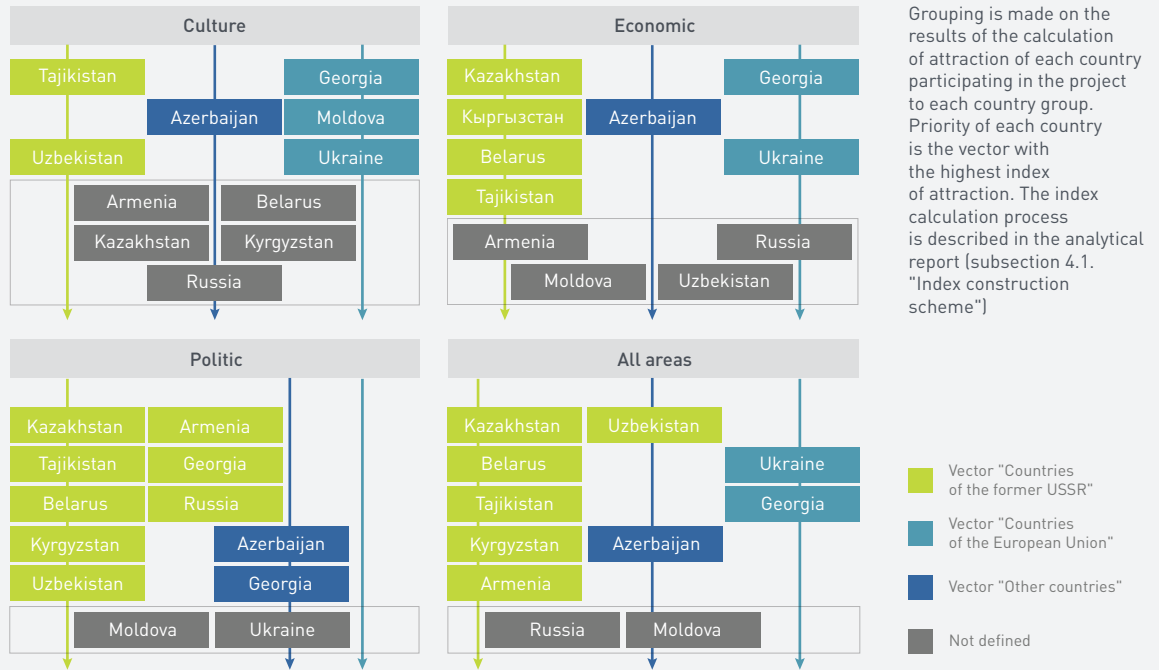 Culture
Tajikistan
Georgia
Azerbaijan
Moldova
Uzbekistan
Ukraine
Armenia
Belarus
Kazakhstan
Kyrgyzstan
Russia
Economic
Kazakhstan
Georgia
Кыргызстан
Azerbaijan
Belarus
Ukraine
Tajikistan
Armenia
Russia
Moldova
Uzbekistan
Grouping is made on the
results of the calculation
of attraction of each country
participating in the project
to each country group.
Priority of each country
is the vector with
the highest index
of attraction. The index
calculation process
is described in the analytical
report (subsection 4.1.
"Index construction
scheme")
Politic
Kazakhstan
Armenia
Tajikistan
Georgia
Belarus
Russia
Kyrgyzstan
Azerbaijan
Uzbekistan
Georgia
Moldova
Ukraine
All areas
Kazakhstan
Uzbekistan
Belarus
Ukraine
Tajikistan
Georgia
Kyrgyzstan
Azerbaijan
Armenia
Russia
Moldova
Vector "Countries
of the former USSR"
Vector "Countries
of the European Union"
Vector "Other countries"
Not defined